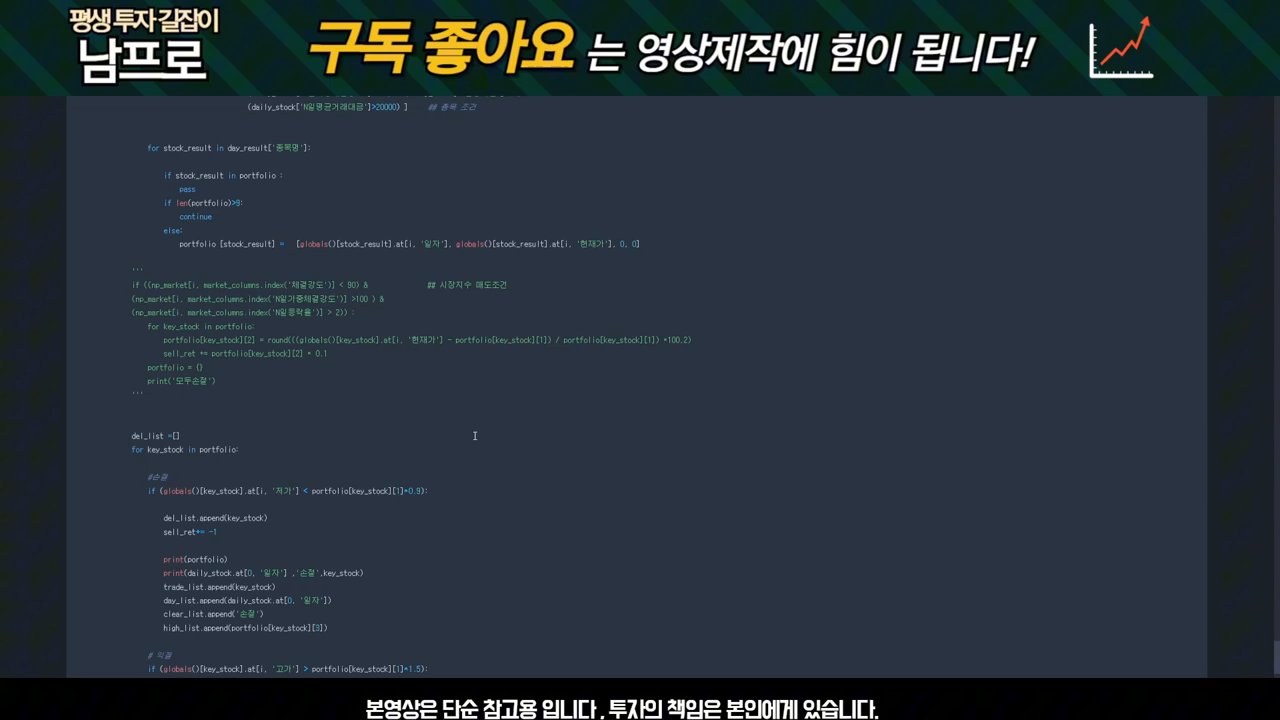 평생 투자 길잡이
남프로
구독 좋아요 는 영상제작에 힘이 됩니다!
(daily_stock['N일평균거래대금']>20000) ]    ## 종목 조건
for stock_result in day_result['종목명']:
if stock_result in portfolio :
pass
if len(portfolio)>9:
continue
else:
portfolio [stock_result] =   [globals()[stock_result].at[i, '일자'], globals()[stock_result].at[i, '현재가'], 0, 0]
'''
if ((np_market[i, market_columns.index('체결강도')] < 90) &    ## 시장지수 매도조건
(np_market[i, market_columns.index('N일가중체결강도')] >100 ) &
(np_market[i, market_columns.index('N일등락율')] > 2)) :
for key_stock in portfolio:
portfolio[key_stock][2] = round(((globals()[key_stock].at[i, '현재가'] - portfolio[key_stock][1]) / portfolio[key_stock][1]) *100,2)
sell_ret += portfolio[key_stock][2] * 0.1
portfolio = {}
print('모두손절')
'''
del_list =[]
for key_stock in portfolio:
#손절
if (globals()[key_stock].at[i, '저가'] < portfolio[key_stock][1]*0.9):
del_list.append(key_stock)
sell_ret+= -1
print(portfolio)
print(daily_stock.at[0, '일자'] ,'손절',key_stock)
trade_list.append(key_stock)
day_list.append(daily_stock.at[0, '일자'])
clear_list.append('손절')
high_list.append(portfolio[key_stock][3])
# 익절
if (globals()[key_stock].at[i, '고가'] > portfolio[key_stock][1]*1.5):
본영상은 단순 참고용 입니다 , 투자의 책임은 본인에게 있습니다.